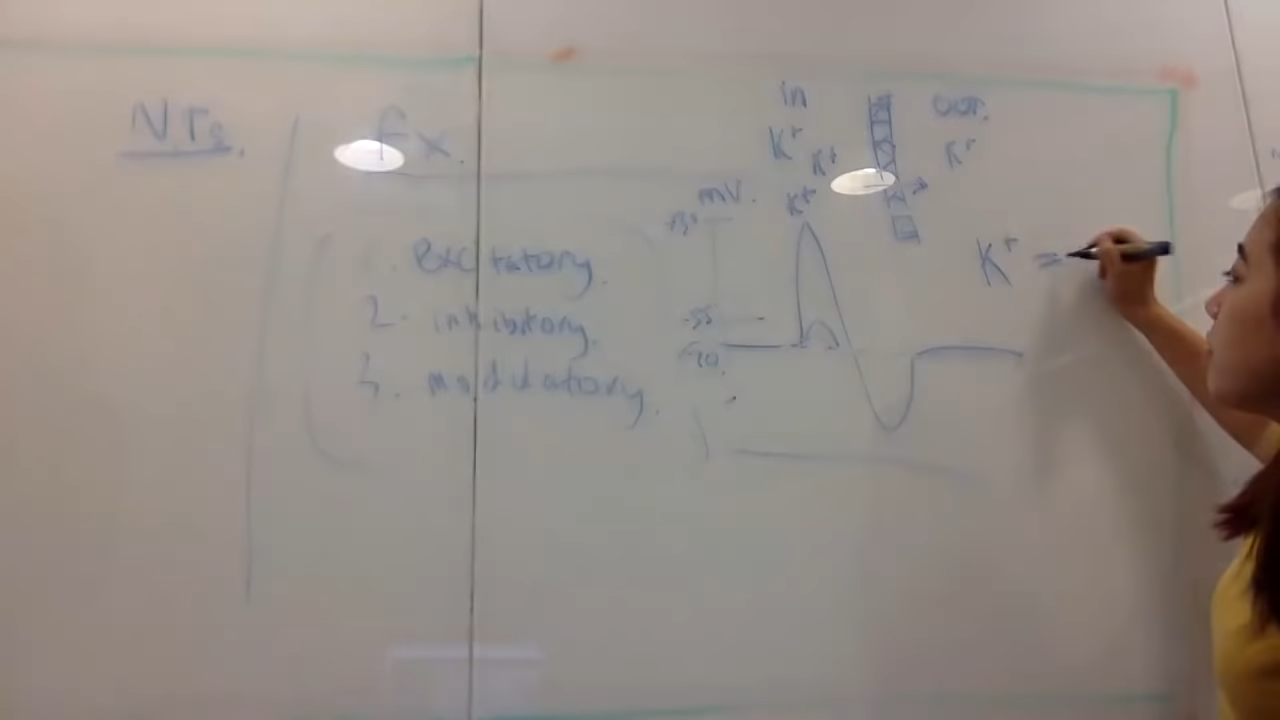 NTs.
fx.
1. Excitatory.
2. inhibitory.
3. modulatory.
in
out.
K⁺
K⁺
K⁺
K⁺
mV.
-55
-70
K⁺ =